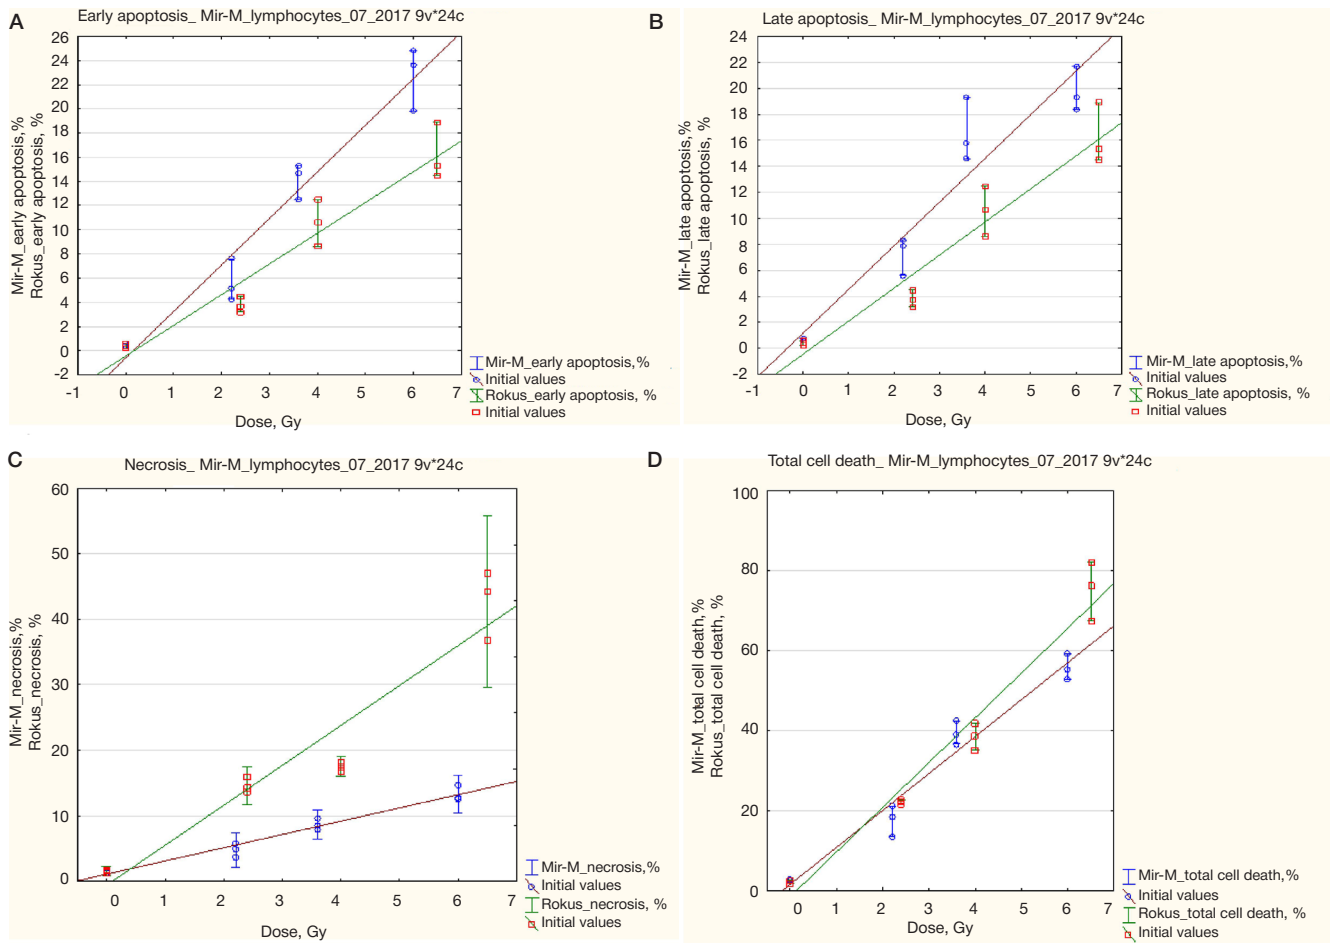 A
Early apoptosis_ Mir-M_lymphocytes_07_2017 9v*24c
26
24
22
20
18
16
14
12
10
8
6
4
2
0
-2
Mir-M_early apoptosis,%
Rokus_early apoptosis, %
-1 0 1 2 3 4 5 6 7
Dose, Gy
Mir-M_early apoptosis,%
Initial values
Rokus_early apoptosis, %
Initial values
B
Late apoptosis_ Mir-M_lymphocytes_07_2017 9v*24c
24
22
20
18
16
14
12
10
8
6
4
2
0
-2
Mir-M_late apoptosis,%
Rokus_late apoptosis, %
-1 0 1 2 3 4 5 6 7
Dose, Gy
Mir-M_late apoptosis,%
Initial values
Rokus_late apoptosis, %
Initial values
C
Necrosis_ Mir-M_lymphocytes_07_2017 9v*24c
60
50
40
30
20
10
0
Mir-M_necrosis,%
Rokus_necrosis, %
0 1 2 3 4 5 6 7
Dose, Gy
Mir-M_necrosis,%
Initial values
Rokus_necrosis, %
Initial values
D
Total cell death_ Mir-M_lymphocytes_07_2017 9v*24c
100
80
60
40
20
0
Mir-M_total cell death,%
Rokus_total cell death, %
0 1 2 3 4 5 6 7
Dose, Gy
Mir-M_total cell death,%
Initial values
Rokus_total cell death, %
Initial values